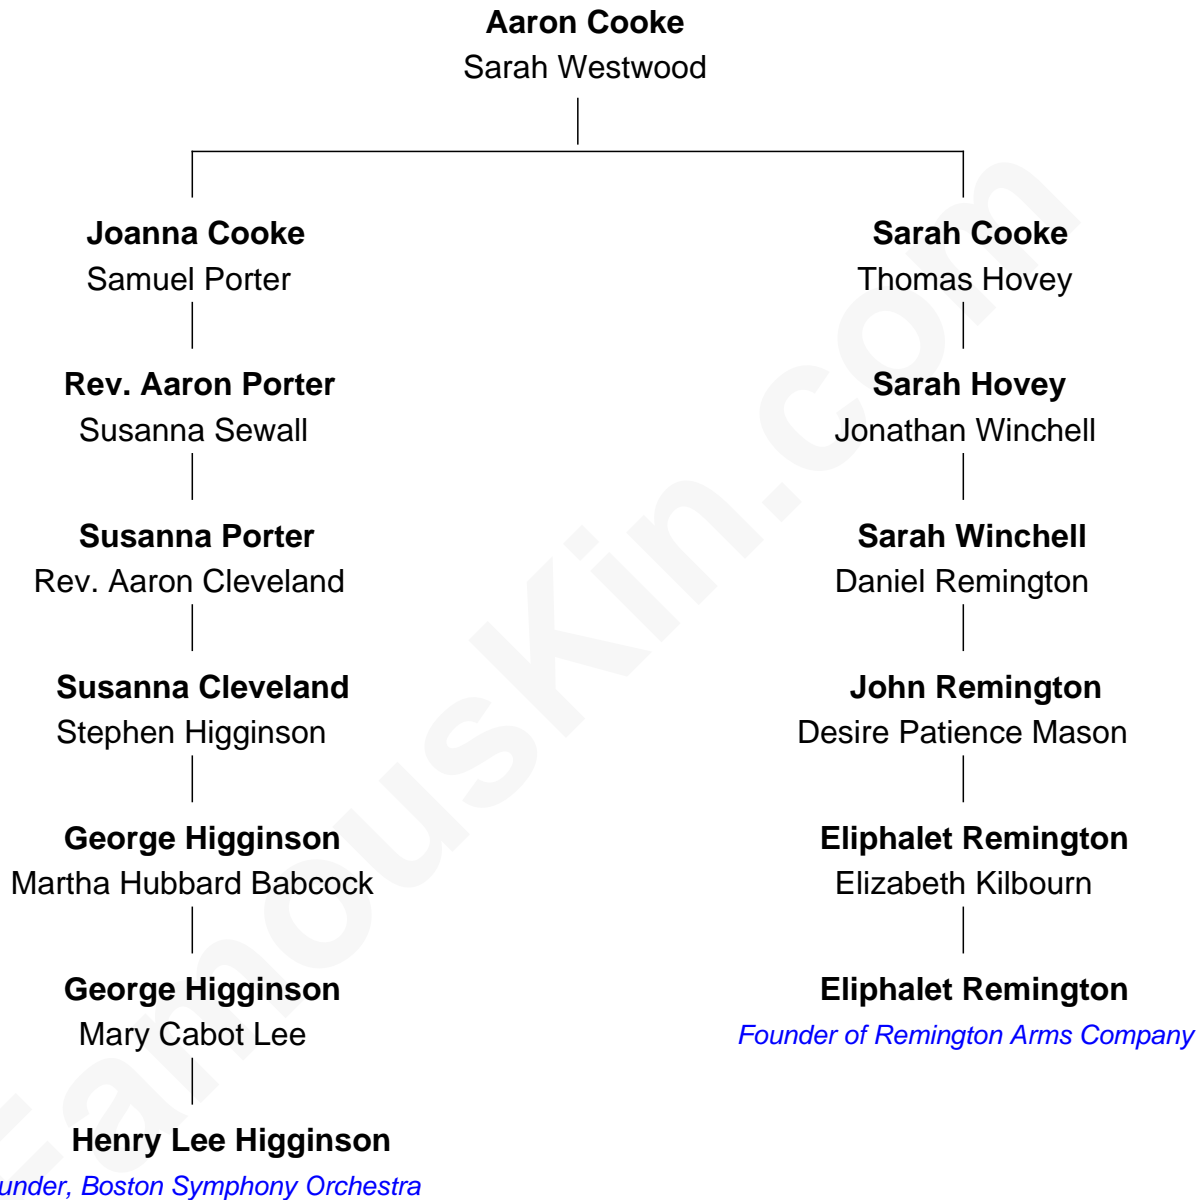 Aaron Cooke
Sarah Westwood
Joanna Cooke
Samuel Porter
Sarah Cooke
Thomas Hovey
Rev. Aaron Porter
Susanna Sewall
Sarah Hovey
Jonathan Winchell
Susanna Porter
Rev. Aaron Cleveland
Sarah Winchell
Daniel Remington
Susanna Cleveland
Stephen Higginson
John Remington
Desire Patience Mason
George Higginson
Martha Hubbard Babcock
Eliphalet Remington
Elizabeth Kilbourn
George Higginson
Mary Cabot Lee
Eliphalet Remington
Founder of Remington Arms Company
Henry Lee Higginson
under, Boston Symphony Orchestra
FamousKin.com